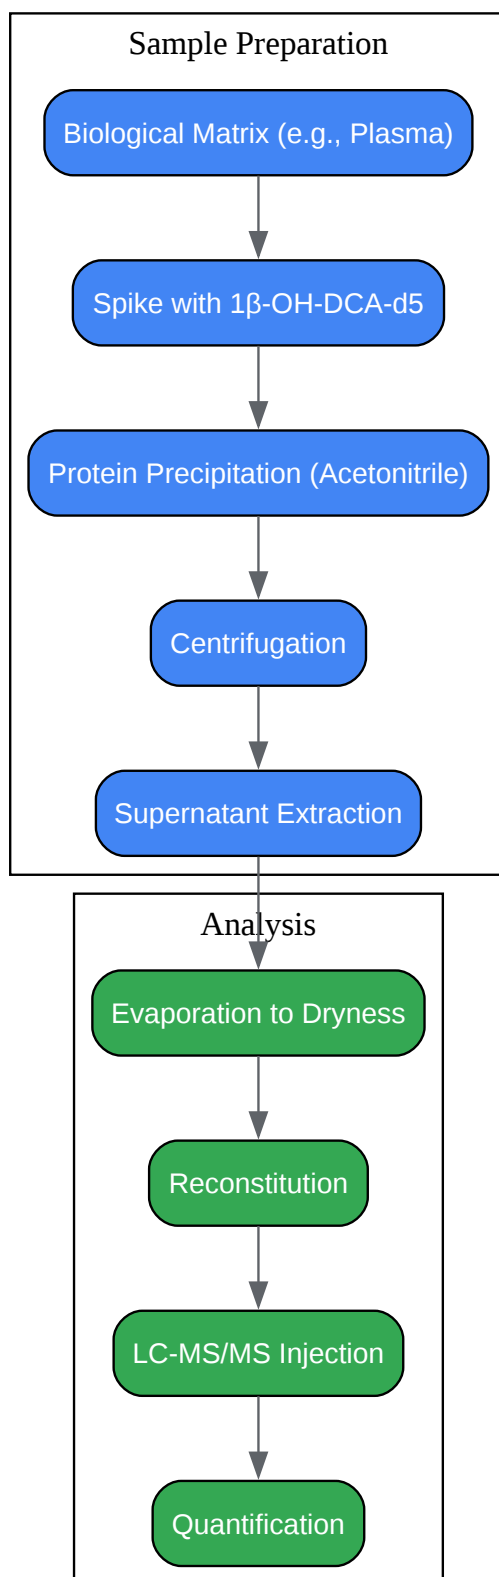 Sample Preparation
Biological Matrix (e.g., Plasma)
Spike with 1β-OH-DCA-d5
Protein Precipitation (Acetonitrile)
Centrifugation
Supernatant Extraction
Analysis
Evaporation to Dryness
Reconstitution
LC-MS/MS Injection
Quantification